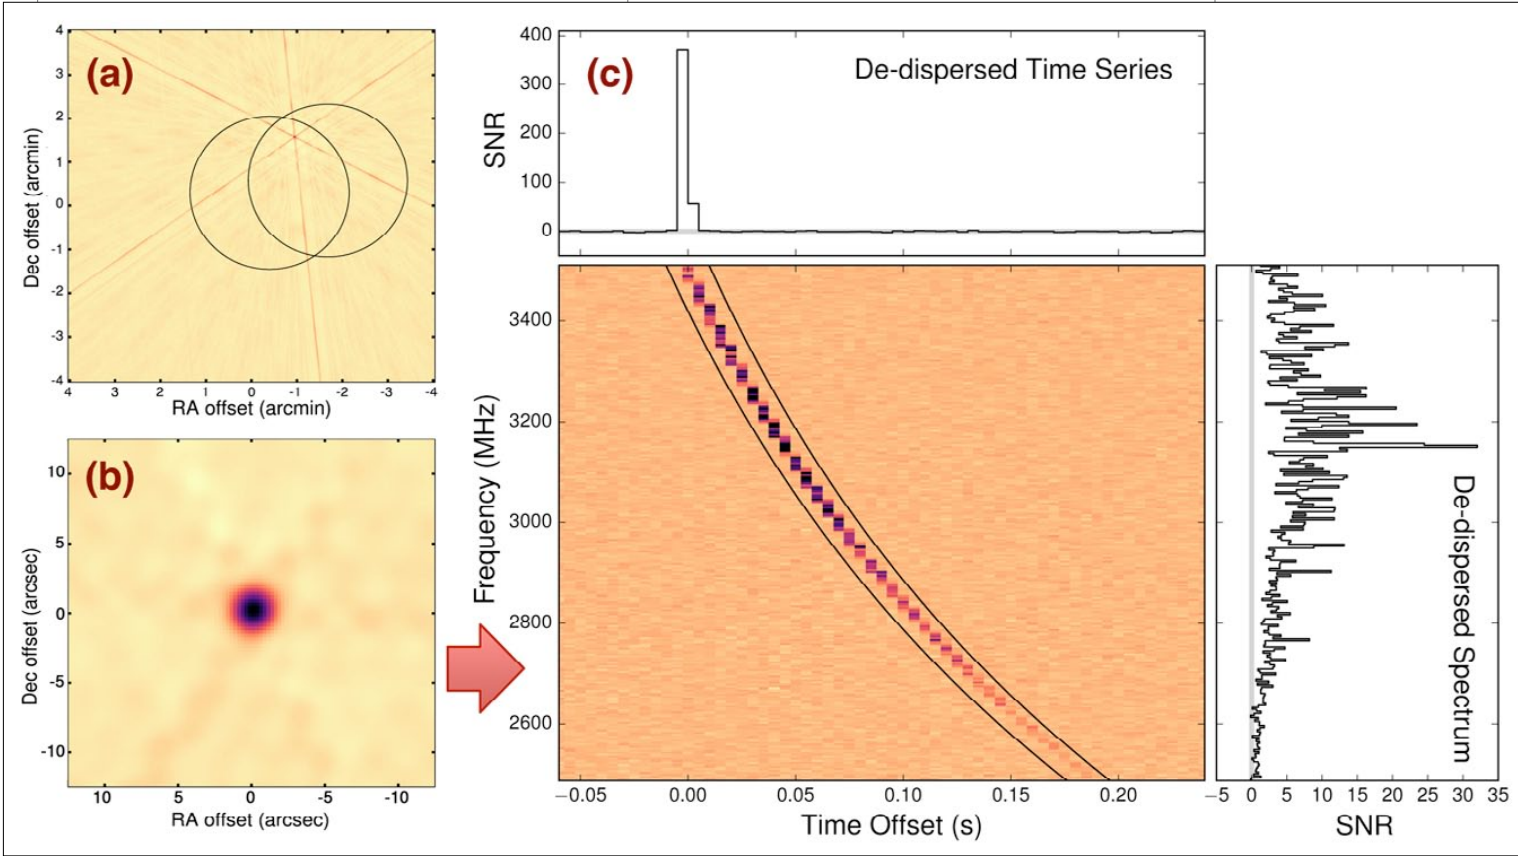 (a)
4
3
2
1
0
-1
-2
-3
-4
Dec offset (arcmin)
4 3 2 1 0 -1 -2 -3 -4
RA offset (arcmin)
(b)
10
5
0
-5
-10
Dec offset (arcsec)
10 5 0 -5 -10
RA offset (arcsec)
(c)
De-dispersed Time Series
400
300
200
100
0
SNR
3400
3200
3000
2800
2600
Frequency (MHz)
−0.05 0.00 0.05 0.10 0.15 0.20
Time Offset (s)
De-dispersed Spectrum
−5 0 5 10 15 20 25 30 35
SNR